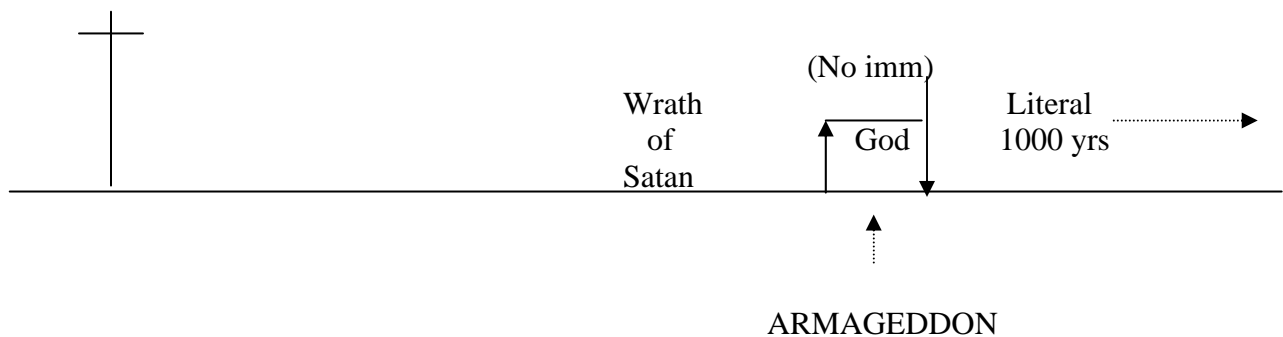 (No imm)
Wrath
of
Satan
God
Literal
1000 yrs
ARMAGEDDON